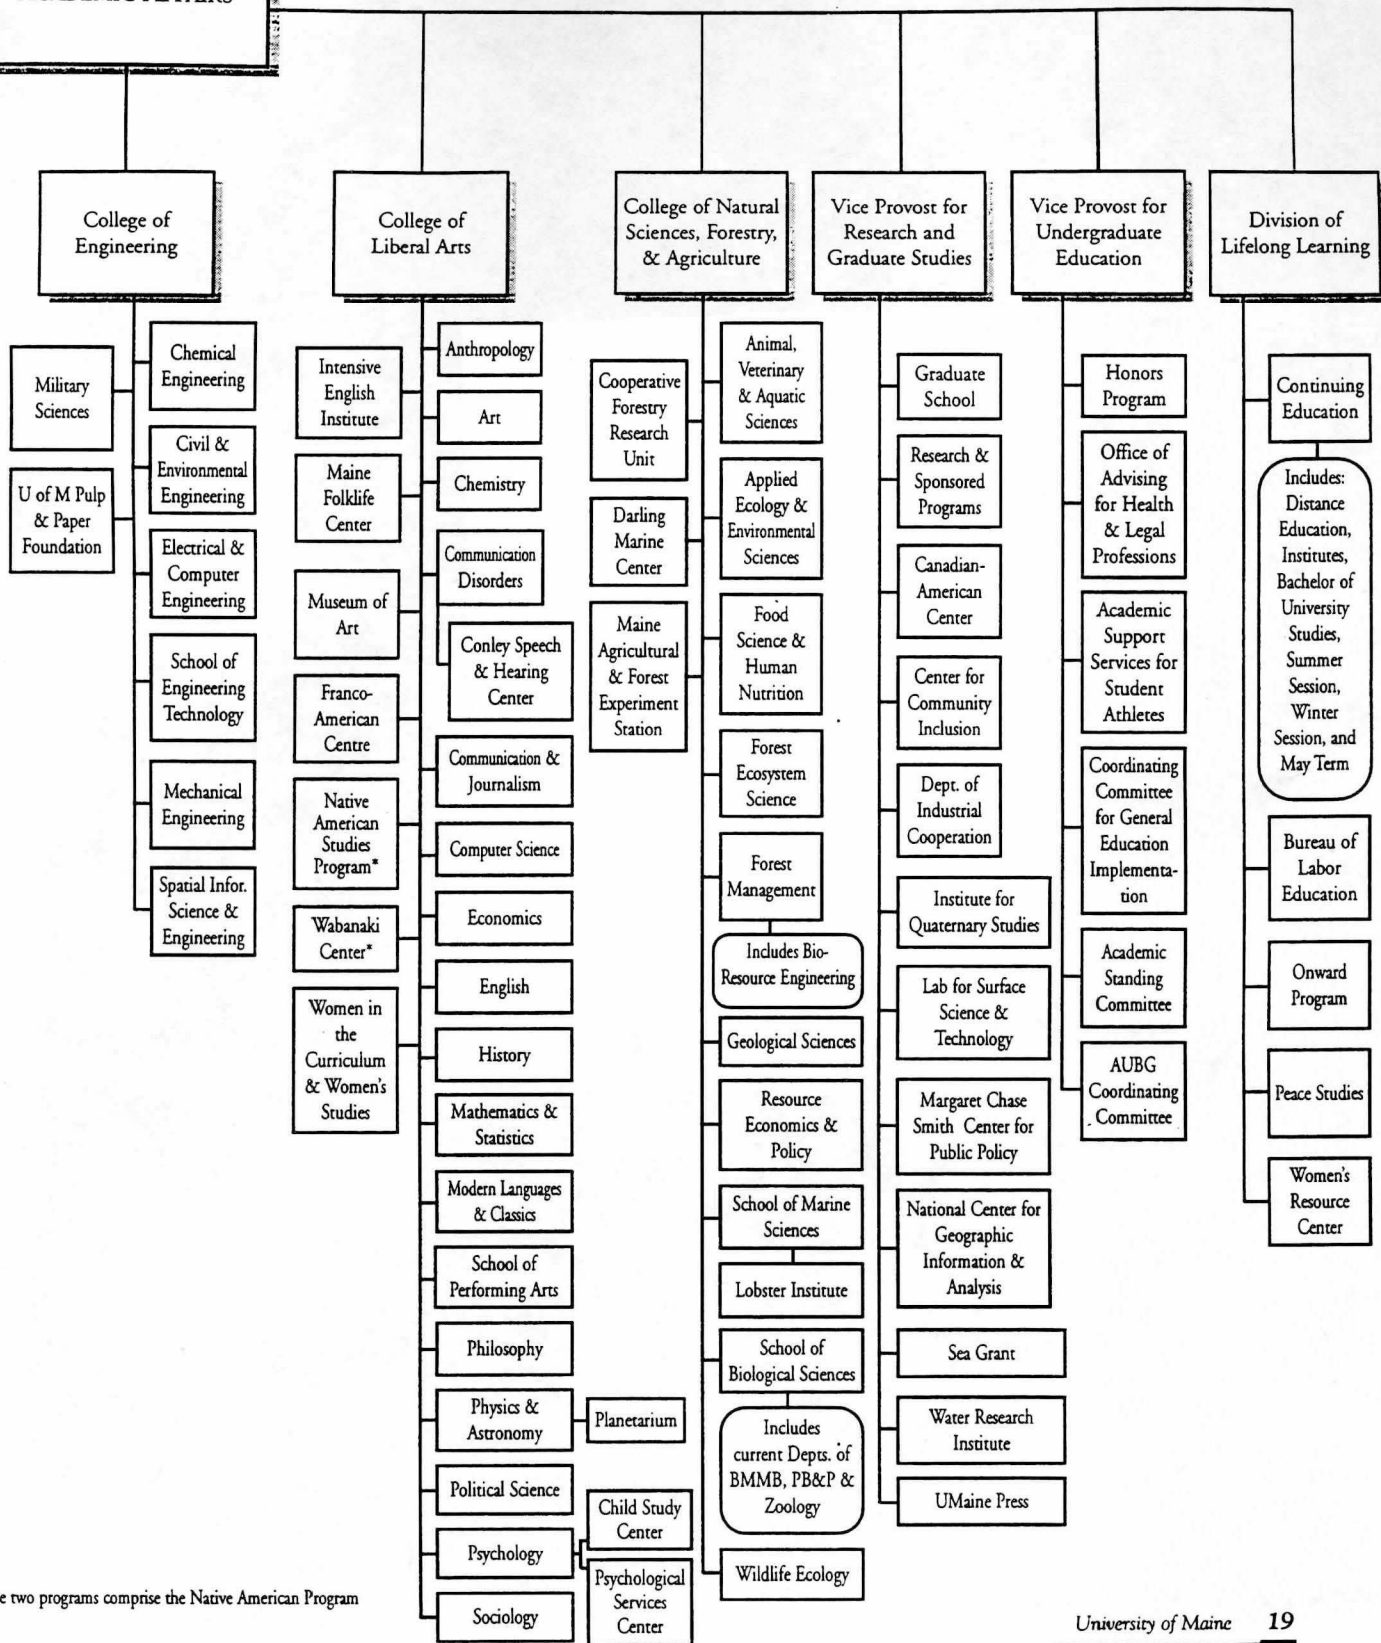 College of
Engineering
Military
Sciences
U of M Pulp
& Paper
Foundation
Chemical
Engineering
Civil &
Environmental
Engineering
Electrical &
Computer
Engineering
School of
Engineering
Technology
Mechanical
Engineering
Spatial Infor.
Science &
Engineering
College of
Liberal Arts
Intensive
English
Institute
Maine
Folklife
Center
Museum of
Art
Franco-
American
Centre
Native
American
Studies
Program*
Wabanaki
Center*
Women in
the
Curriculum
& Women's
Studies
Anthropology
Art
Chemistry
Communication
Disorders
Conley Speech
& Hearing
Center
Communication &
Journalism
Computer Science
Economics
English
History
Mathematics &
Statistics
Modern Languages
& Classics
School of
Performing Arts
Philosophy
Physics &
Astronomy
Planetarium
Political Science
Psychology
Child Study
Center
Psychological
Services
Center
Sociology
College of Natural
Sciences, Forestry,
& Agriculture
Cooperative
Forestry
Research
Unit
Darling
Marine
Center
Maine
Agricultural
& Forest
Experiment
Station
Animal,
Veterinary
& Aquatic
Sciences
Applied
Ecology &
Environmental
Sciences
Food
Science &
Human
Nutrition
Forest
Ecosystem
Science
Forest
Management
Includes Bio-
Resource Engineering
Geological Sciences
Resource
Economics &
Policy
School of Marine
Sciences
Lobster Institute
School of
Biological Sciences
Includes
current Depts. of
BMMB, PB&P &
Zoology
Wildlife Ecology
Vice Provost for
Research and
Graduate Studies
Graduate
School
Research &
Sponsored
Programs
Canadian-
American
Center
Center for
Community
Inclusion
Dept. of
Industrial
Cooperation
Institute for
Quaternary Studies
Lab for Surface
Science &
Technology
Margaret Chase
Smith Center for
Public Policy
National Center for
Geographic
Information &
Analysis
Sea Grant
Water Research
Institute
UMaine Press
Vice Provost for
Undergraduate
Education
Honors
Program
Office of
Advising
for Health
& Legal
Professions
Academic
Support
Services for
Student
Athletes
Coordinating
Committee
for General
Education
Implementa-
tion
Academic
Standing
Committee
AUBG
Coordinating
Committee
Division of
Lifelong Learning
Continuing
Education
Includes:
Distance
Education,
Institutes,
Bachelor of
University
Studies,
Summer
Session,
Winter
Session, and
May Term
Bureau of
Labor
Education
Onward
Program
Peace Studies
Women's
Resource
Center
two programs comprise the Native American Program
University of Maine 19